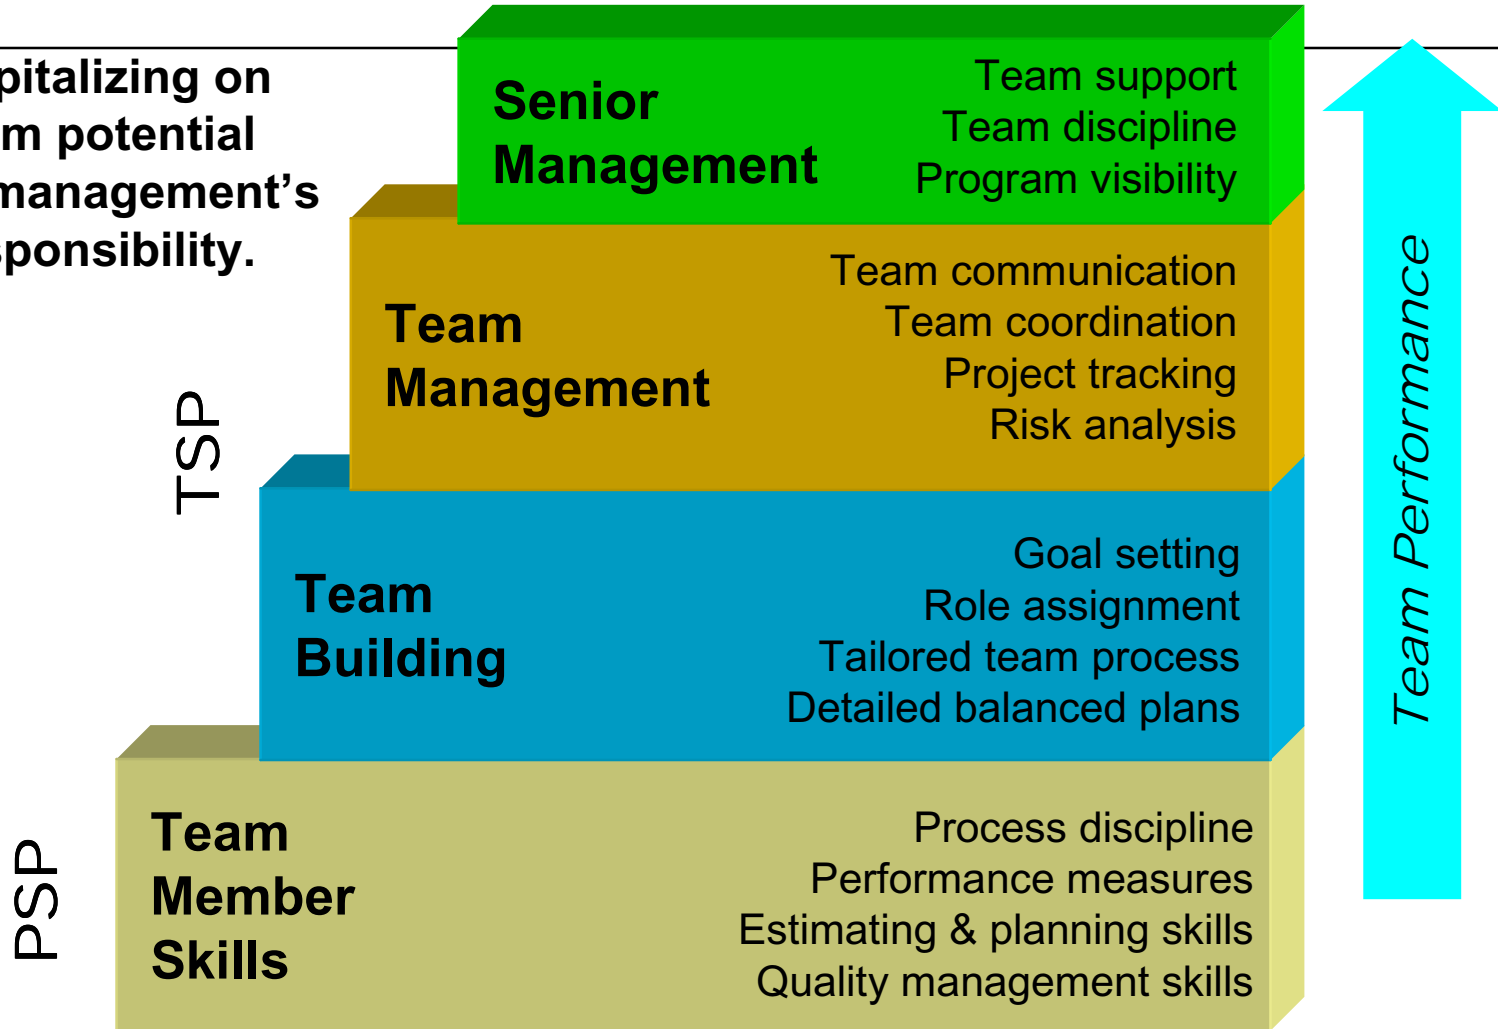 pitalizing on
m potential
management's
sponsibility.
Senior
Management
Team support
Team discipline
Program visibility
Team
Management
Team communication
Team coordination
Project tracking
Risk analysis
TSP
Team
Building
Goal setting
Role assignment
Tailored team process
Detailed balanced plans
PSP
Team
Member
Skills
Process discipline
Performance measures
Estimating & planning skills
Quality management skills
Team Performance